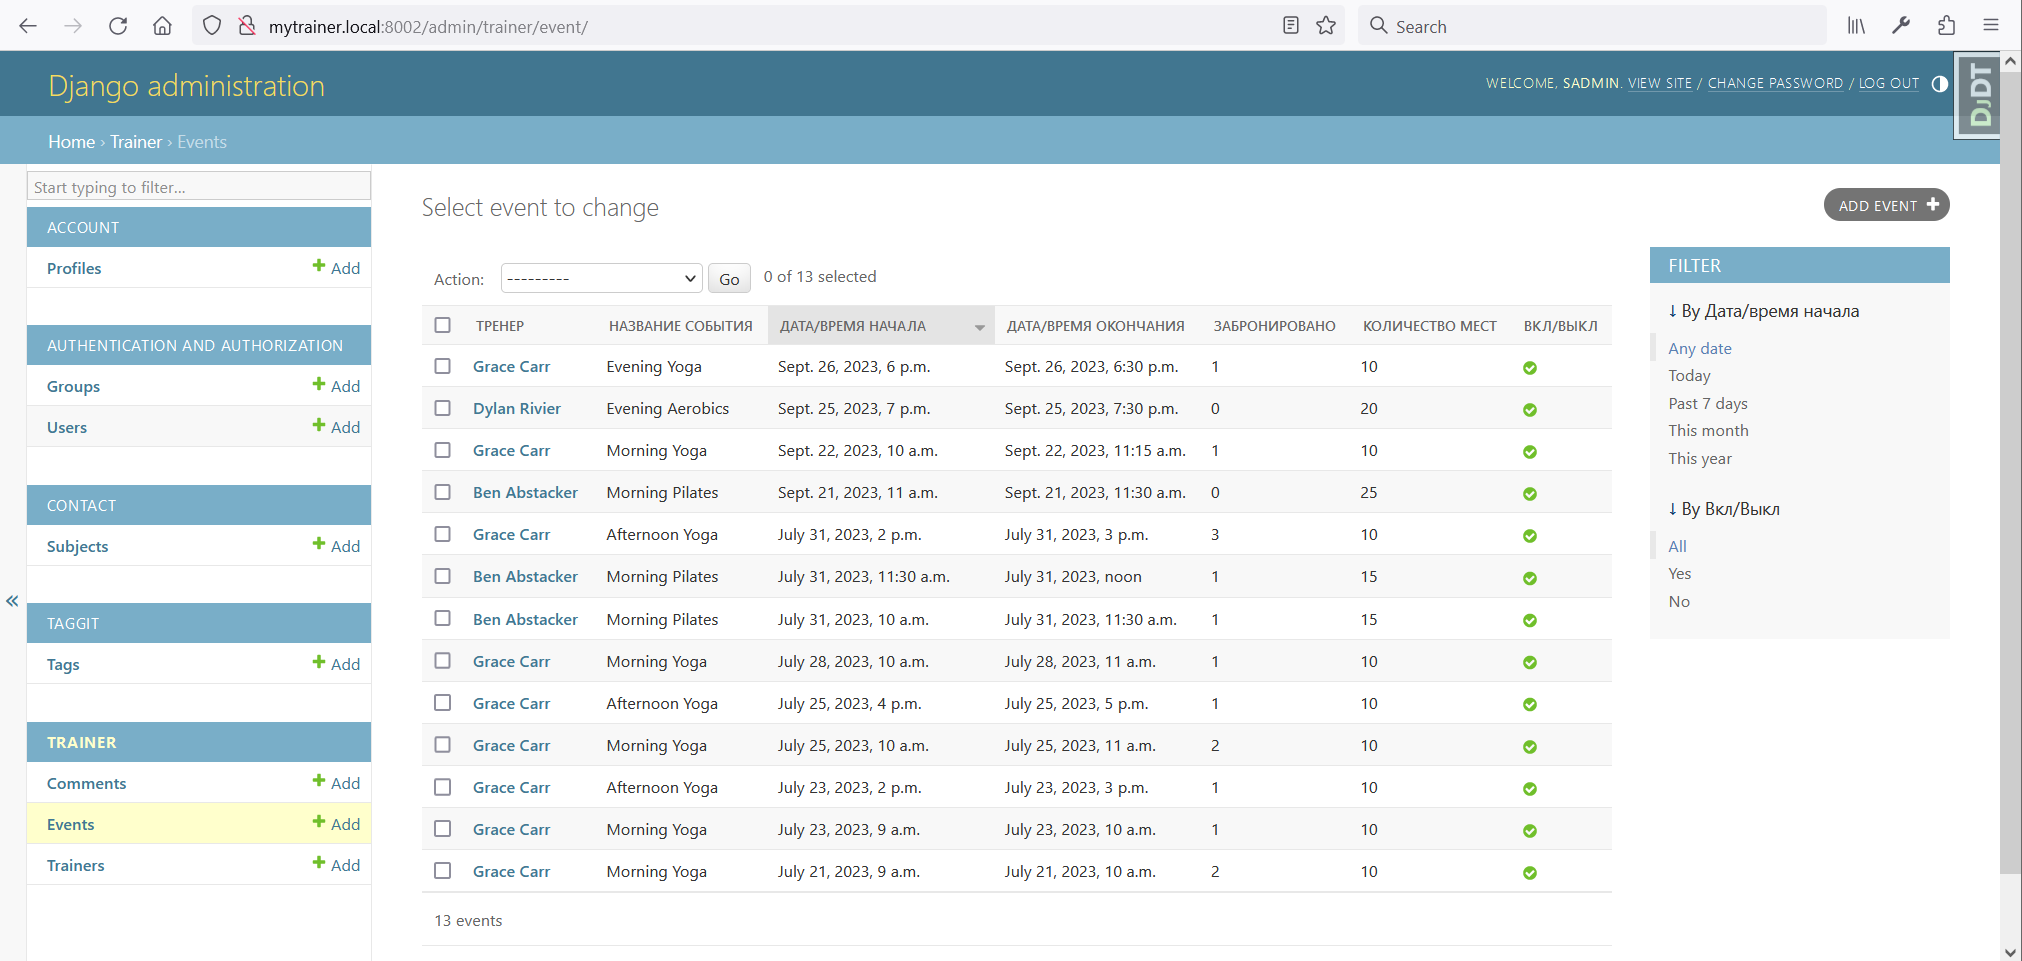 mytrainer.local:8002/admin/trainer/event/
Search
Django administration
WELCOME, SADMIN. VIEW SITE / CHANGE PASSWORD / LOG OUT
DjDT
Home › Trainer › Events
Start typing to filter...
ACCOUNT
Profiles Add
AUTHENTICATION AND AUTHORIZATION
Groups Add
Users Add
CONTACT
Subjects Add
TAGGIT
Tags Add
TRAINER
Comments Add
Events Add
Trainers Add
«
Select event to change
ADD EVENT
Action: --------- Go 0 of 13 selected
ТРЕНЕР НАЗВАНИЕ СОБЫТИЯ ДАТА/ВРЕМЯ НАЧАЛА ДАТА/ВРЕМЯ ОКОНЧАНИЯ ЗАБРОНИРОВАНО КОЛИЧЕСТВО МЕСТ ВКЛ/ВЫКЛ
Grace Carr Evening Yoga Sept. 26, 2023, 6 p.m. Sept. 26, 2023, 6:30 p.m. 1 10
Dylan Rivier Evening Aerobics Sept. 25, 2023, 7 p.m. Sept. 25, 2023, 7:30 p.m. 0 20
Grace Carr Morning Yoga Sept. 22, 2023, 10 a.m. Sept. 22, 2023, 11:15 a.m. 1 10
Ben Abstacker Morning Pilates Sept. 21, 2023, 11 a.m. Sept. 21, 2023, 11:30 a.m. 0 25
Grace Carr Afternoon Yoga July 31, 2023, 2 p.m. July 31, 2023, 3 p.m. 3 10
Ben Abstacker Morning Pilates July 31, 2023, 11:30 a.m. July 31, 2023, noon 1 15
Ben Abstacker Morning Pilates July 31, 2023, 10 a.m. July 31, 2023, 11:30 a.m. 1 15
Grace Carr Morning Yoga July 28, 2023, 10 a.m. July 28, 2023, 11 a.m. 1 10
Grace Carr Afternoon Yoga July 25, 2023, 4 p.m. July 25, 2023, 5 p.m. 1 10
Grace Carr Morning Yoga July 25, 2023, 10 a.m. July 25, 2023, 11 a.m. 2 10
Grace Carr Afternoon Yoga July 23, 2023, 2 p.m. July 23, 2023, 3 p.m. 1 10
Grace Carr Morning Yoga July 23, 2023, 9 a.m. July 23, 2023, 10 a.m. 1 10
Grace Carr Morning Yoga July 21, 2023, 9 a.m. July 21, 2023, 10 a.m. 2 10
13 events
FILTER
↓ By Дата/время начала
Any date
Today
Past 7 days
This month
This year
↓ By Вкл/Выкл
All
Yes
No